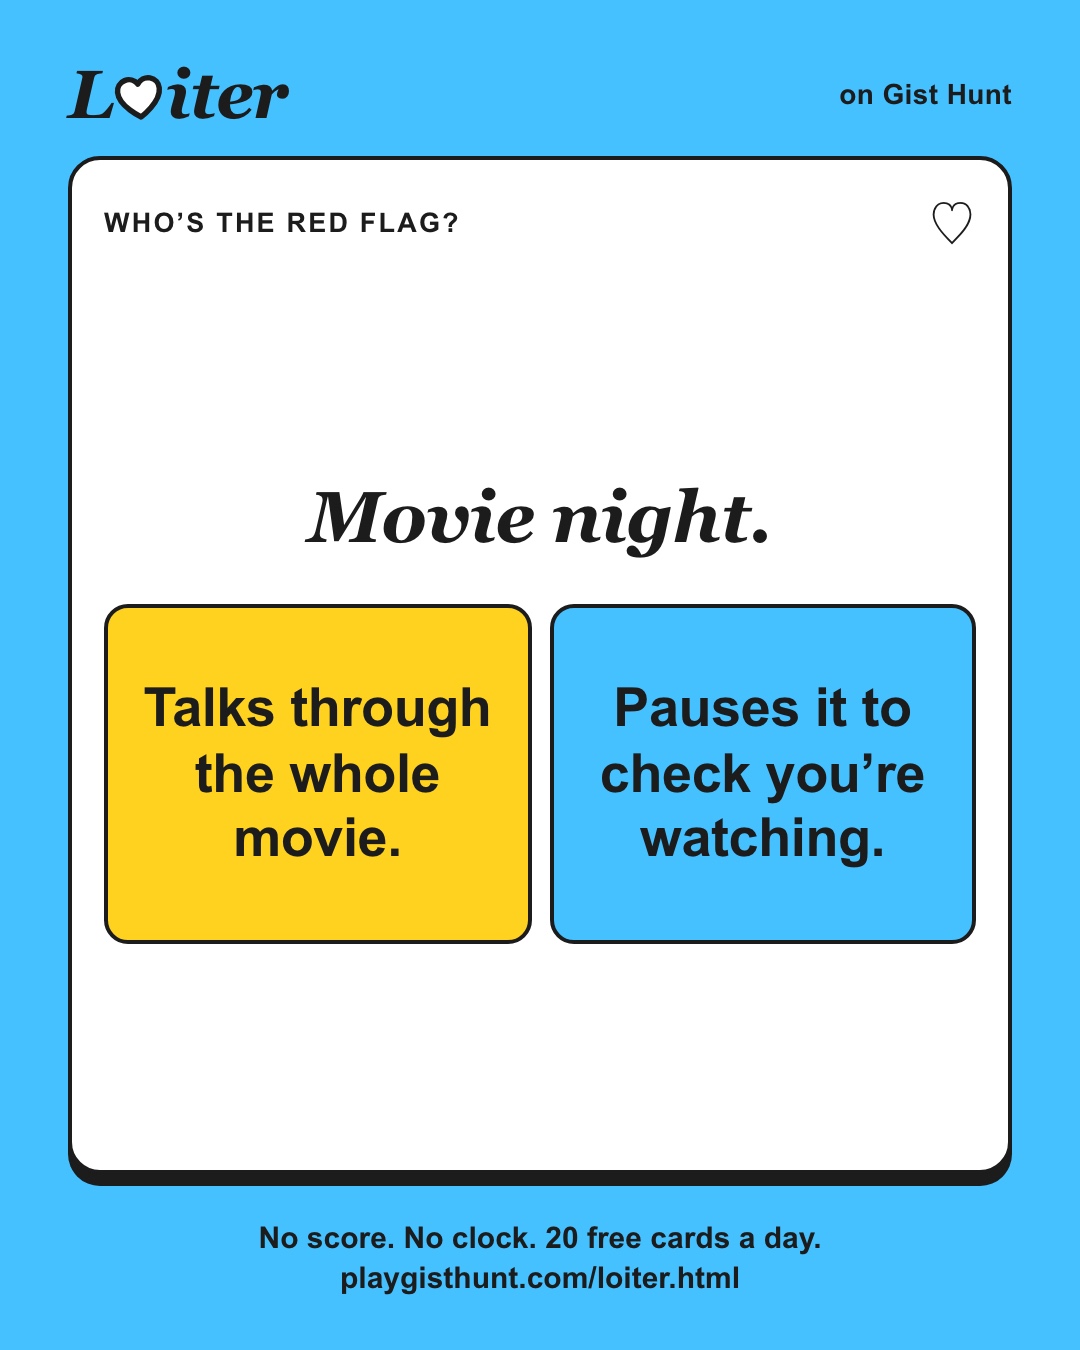 Loiter
on Gist Hunt
WHO’S THE RED FLAG?
Movie night.
Talks through
the whole
movie.
Pauses it to
check you’re
watching.
No score. No clock. 20 free cards a day.
playgisthunt.com/loiter.html